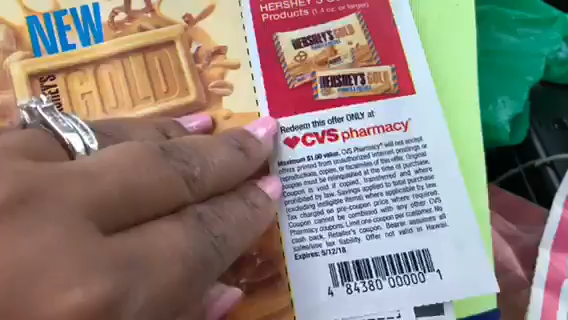 NEW
HERSHEY'S
GOLD
HERSHEY'S GOLD
Products (1.4 oz. or larger)
HERSHEY'S GOLD
HERSHEY'S GOLD
Redeem this offer ONLY at
CVS pharmacy
Maximum $1.00 value. CVS Pharmacy® will not accept
offers printed from unauthorized internet postings or
reproductions, copies, or facsimiles of this offer. Original
coupon must be relinquished at the time of purchase.
Coupon is void if copied, transferred and where
prohibited by law. Savings applied to total purchase
(excluding ineligible items) where applicable by law.
Tax charged on pre-coupon price where required.
Coupon cannot be combined with any other CVS
Pharmacy coupons. Limit one coupon per customer. No
cash back. Retailer's coupon. Bearer assumes all
sales/use tax liability. Offer not valid in Hawaii.
Expires: 5/12/18
4 84380 00000 1